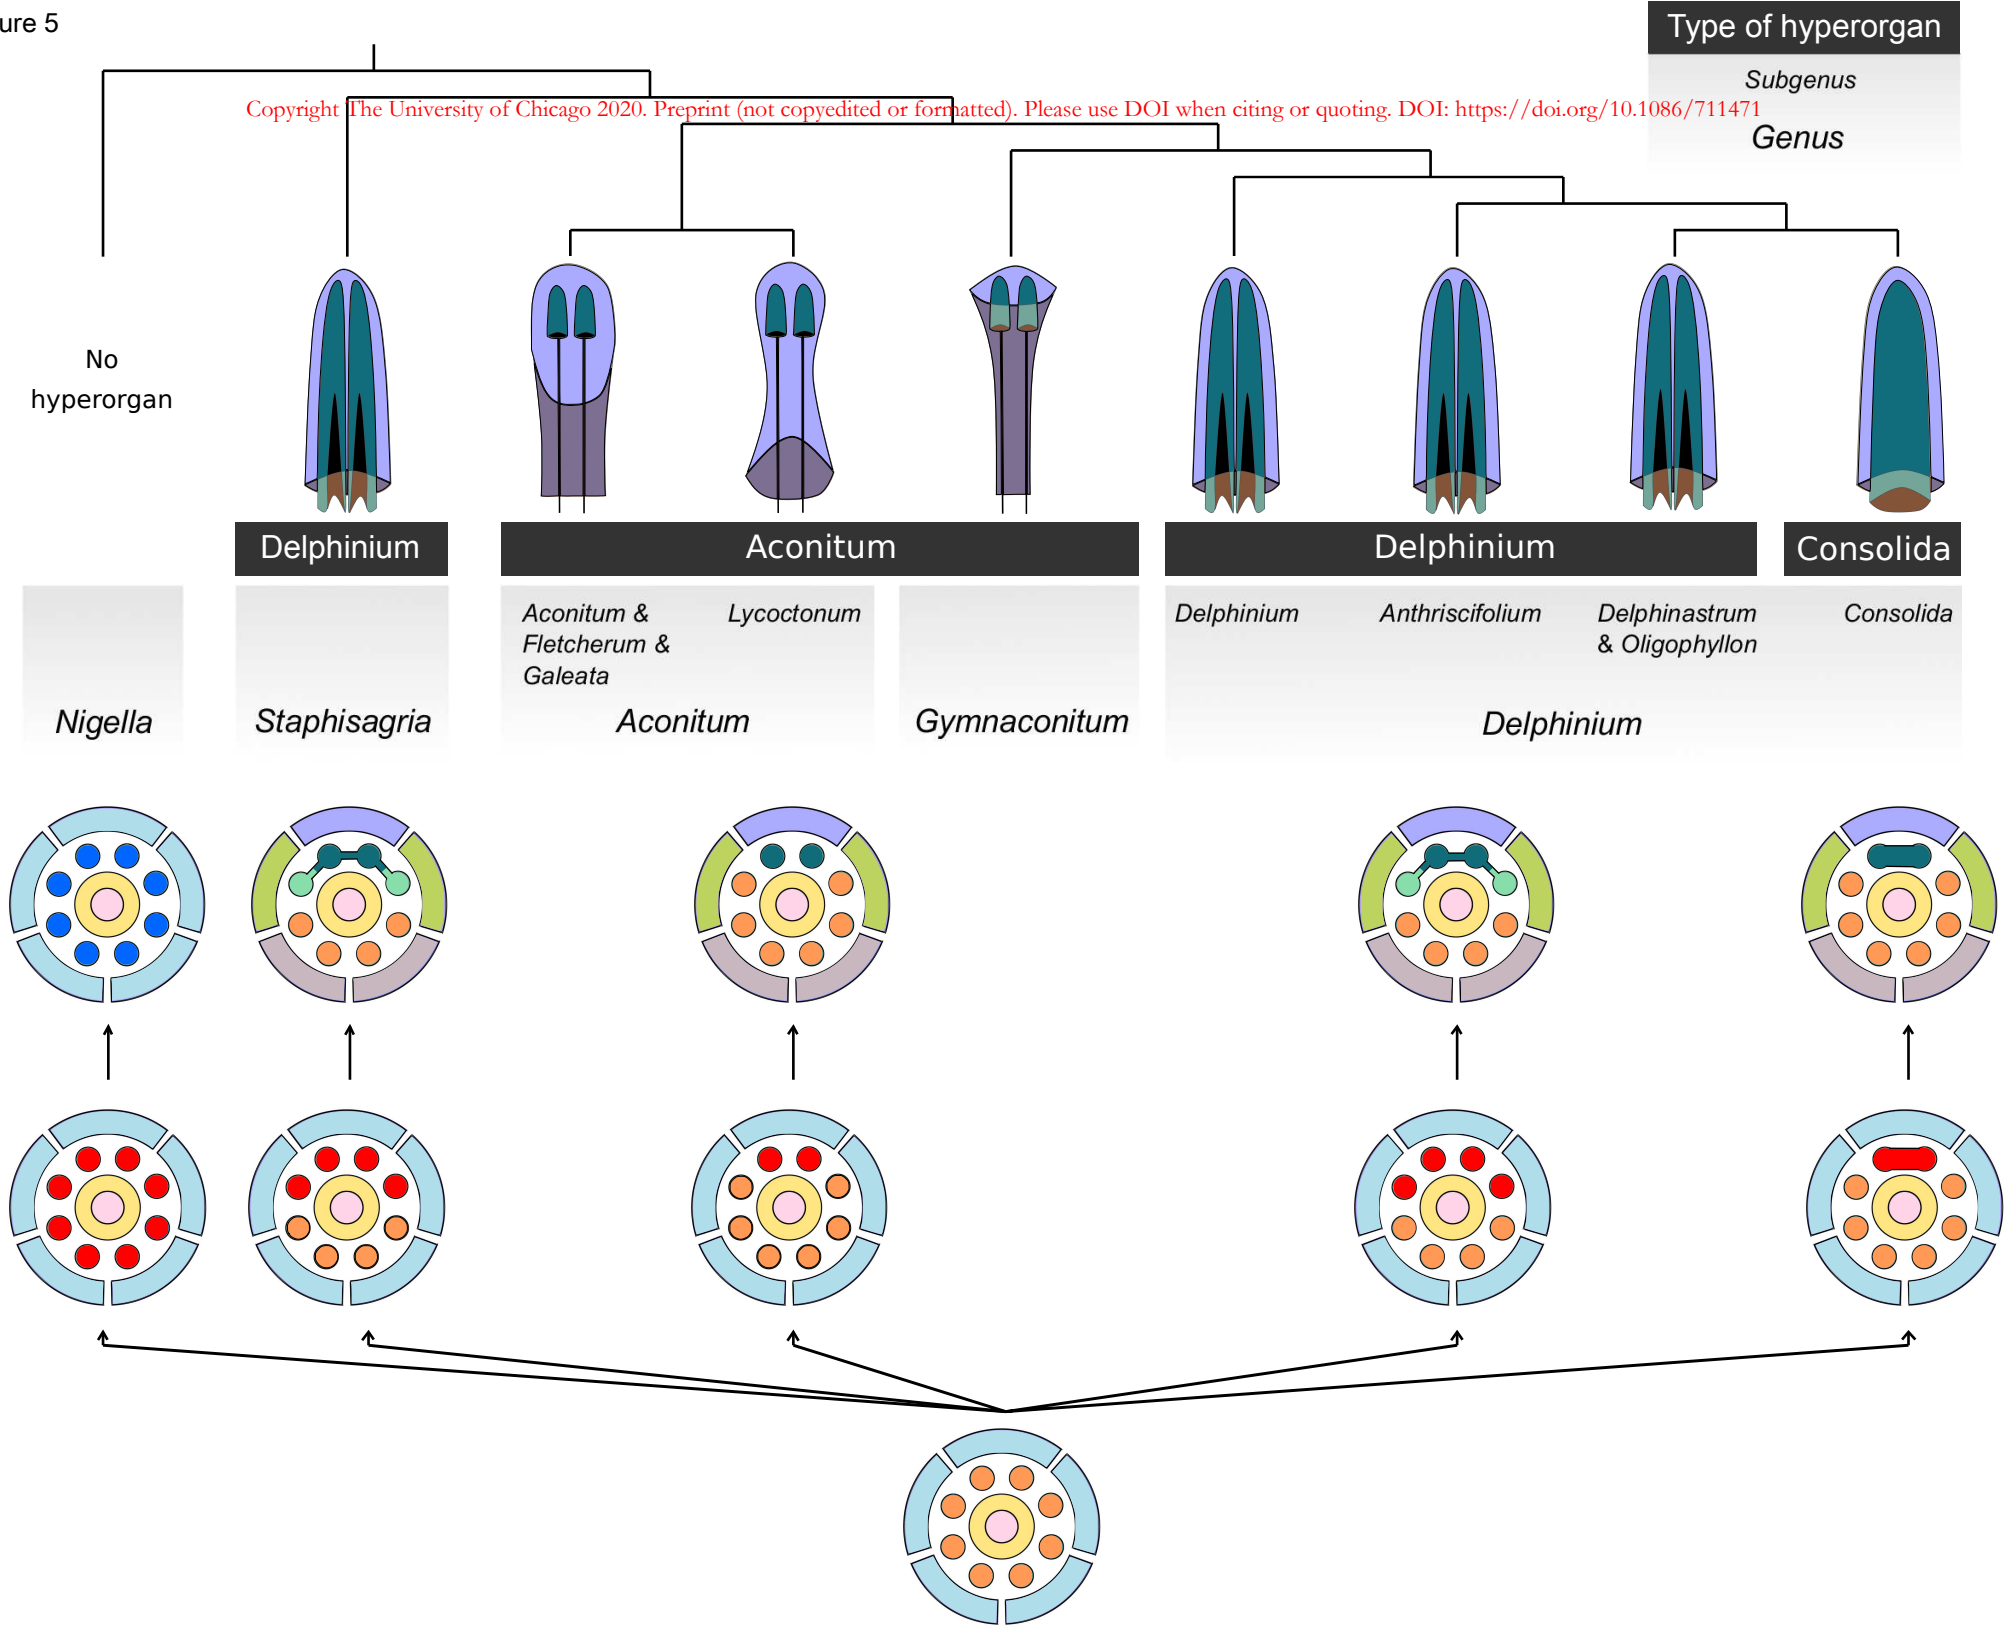 ure 5
Type of hyperorgan
Subgenus
Copyright The University of Chicago 2020. Preprint (not copyedited or formatted). Please use DOI when citing or quoting. DOI: https://doi.org/10.1086/711471
Genus
No
hyperorgan
Delphinium
Aconitum
Delphinium
Consolida
Aconitum &
Fletcherum &
Galeata
Lycoctonum
Delphinium
Anthriscifolium
Delphinastrum
& Oligophyllon
Consolida
Nigella
Staphisagria
Aconitum
Gymnaconitum
Delphinium